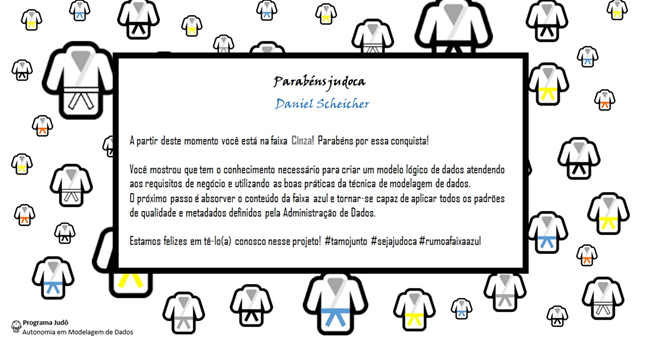 Parabéns judoca
Daniel Scheicher
A partir deste momento você está na faixa Cinza! Parabéns por essa conquista!
Você mostrou que tem o conhecimento necessário para criar um modelo lógico de dados atendendo
aos requisitos de negócio e utilizando as boas práticas da técnica de modelagem de dados.
O próximo passo é absorver o conteúdo da faixa azul e tornar-se capaz de aplicar todos os padrões
de qualidade e metadados definidos pela Administração de Dados.
Estamos felizes em tê-lo(a) conosco nesse projeto! #tamojunto #sejajudoca #rumoafaixaazul
Programa Judô
Autonomia em Modelagem de Dados